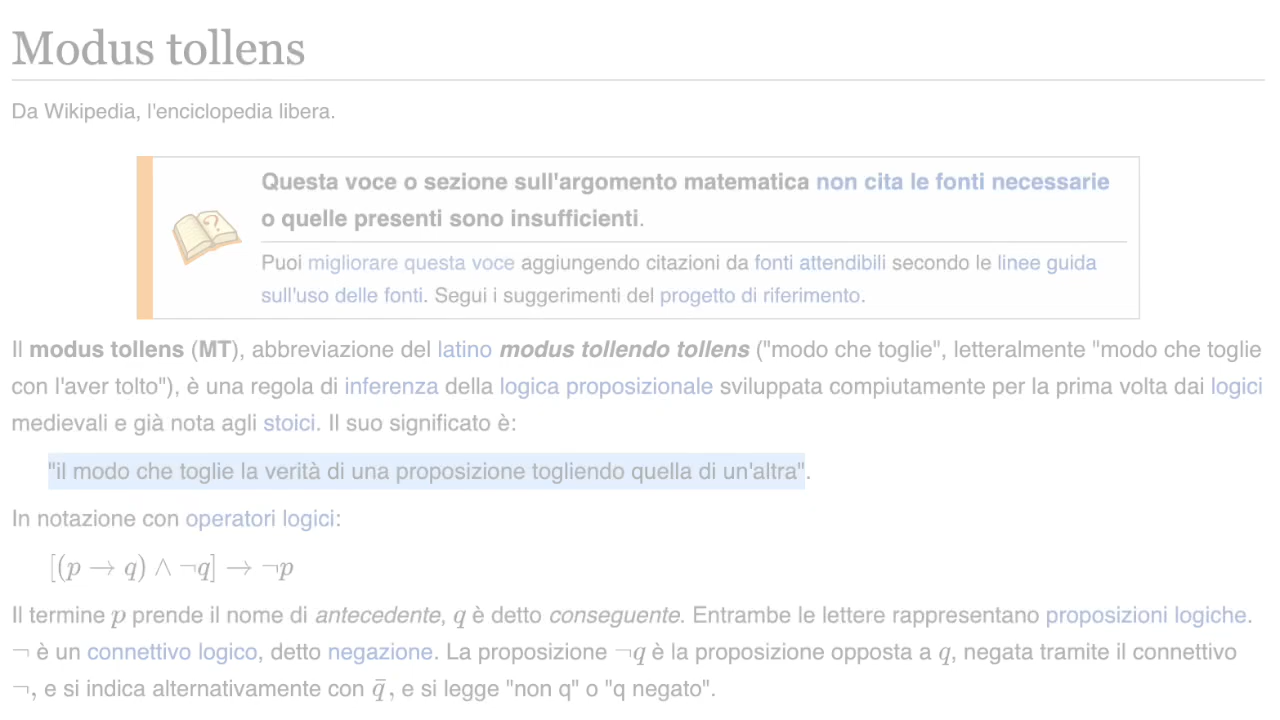 Modus tollens
Da Wikipedia, l'enciclopedia libera.
Questa voce o sezione sull'argomento matematica non cita le fonti necessarie
o quelle presenti sono insufficienti.
Puoi migliorare questa voce aggiungendo citazioni da fonti attendibili secondo le linee guida
sull'uso delle fonti. Segui i suggerimenti del progetto di riferimento.
Il modus tollens (MT), abbreviazione del latino modus tollendo tollens ("modo che toglie", letteralmente "modo che toglie
con l'aver tolto"), è una regola di inferenza della logica proposizionale sviluppata compiutamente per la prima volta dai logici
medievali e già nota agli stoici. Il suo significato è:
"il modo che toglie la verità di una proposizione togliendo quella di un'altra".
In notazione con operatori logici:
[(p → q) ∧ ¬q] → ¬p
Il termine p prende il nome di antecedente, q è detto conseguente. Entrambe le lettere rappresentano proposizioni logiche.
¬ è un connettivo logico, detto negazione. La proposizione ¬q è la proposizione opposta a q, negata tramite il connettivo
¬, e si indica alternativamente con q̄, e si legge "non q" o "q negato".